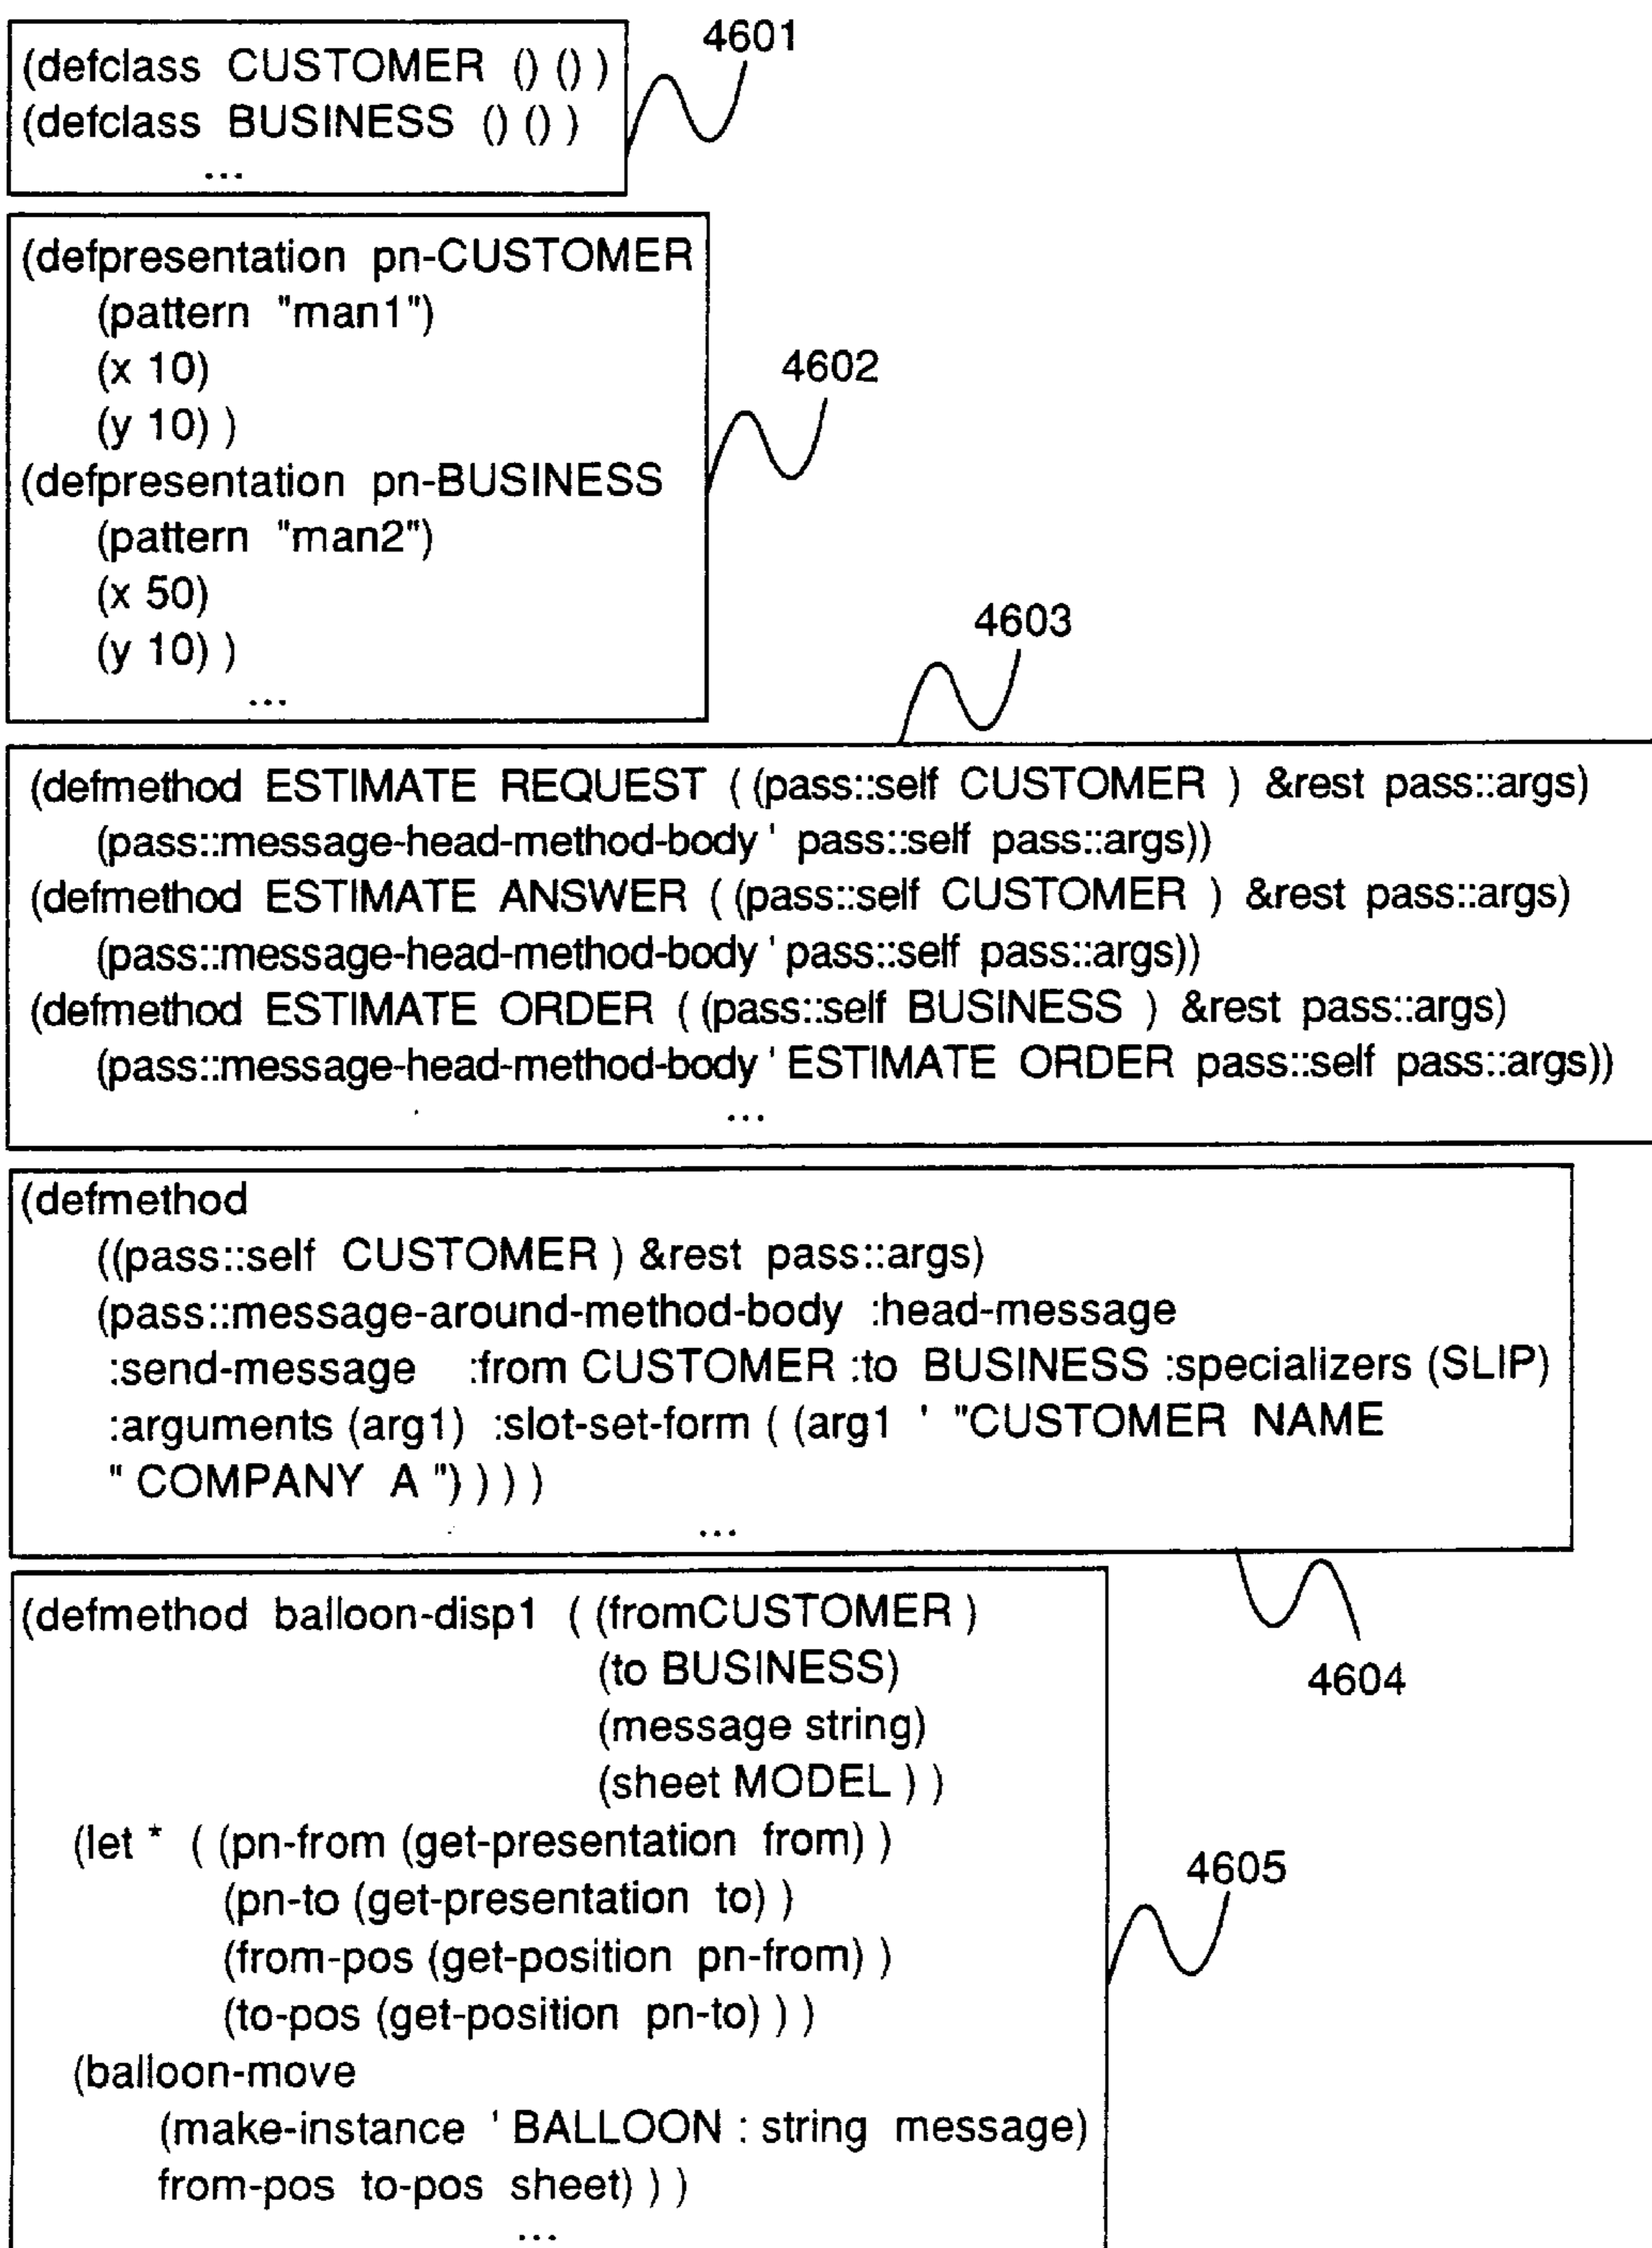 4601
(defclass CUSTOMER () () )
(defclass BUSINESS () () )
...
(defpresentation pn-CUSTOMER
(pattern "man1")
(x 10)
4602
(y 10) )
(defpresentation pn-BUSINESS
(pattern "man2")
(x 50)
4603
(y 10) )
...
(defmethod ESTIMATE REQUEST ( (pass::self CUSTOMER ) &rest pass::args)
(pass::message-head-method-body ' pass::self pass::args))
(defmethod ESTIMATE ANSWER ( (pass::self CUSTOMER ) &rest pass::args)
(pass::message-head-method-body ' pass::self pass::args))
(defmethod ESTIMATE ORDER ( (pass::self BUSINESS ) &rest pass::args)
(pass::message-head-method-body ' ESTIMATE ORDER pass::self pass::args))
...
(defmethod
((pass::self CUSTOMER ) &rest pass::args)
(pass::message-around-method-body :head-message
:send-message :from CUSTOMER :to BUSINESS :specializers (SLIP)
:arguments (arg1) :slot-set-form ( (arg1 ' "CUSTOMER NAME
" COMPANY A ") ) ) )
...
4604
(defmethod balloon-disp1 ( (fromCUSTOMER )
(to BUSINESS)
(message string)
(sheet MODEL ) )
(let * ( (pn-from (get-presentation from) )
4605
(pn-to (get-presentation to) )
(from-pos (get-position pn-from) )
(to-pos (get-position pn-to) ) )
(balloon-move
(make-instance ' BALLOON : string message)
from-pos to-pos sheet) ) )
...